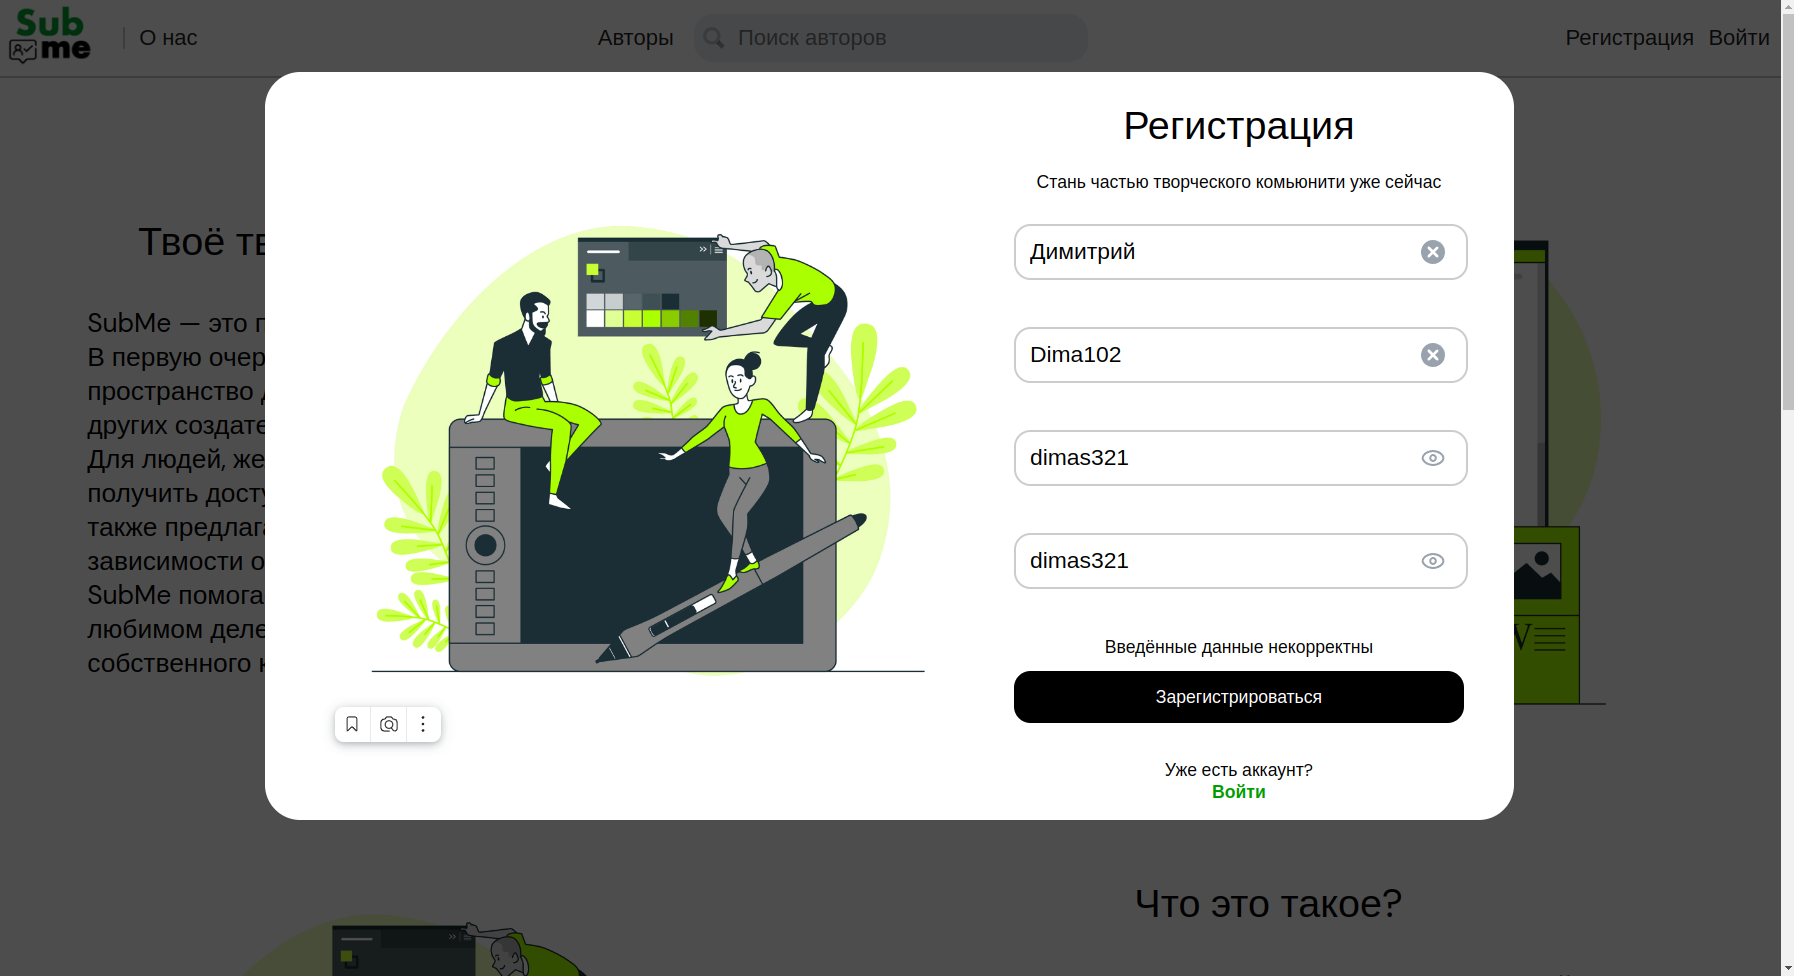 Sub
me
О нас
Авторы
Поиск авторов
Регистрация
Войти
Твоё тв
SubMe — это п
В первую очер
пространство д
других создате
Для людей, же
получить досту
также предлага
зависимости о
SubMe помога
любимом деле
собственного к
Регистрация
Стань частью творческого комьюнити уже сейчас
Димитрий
Dima102
dimas321
dimas321
Введённые данные некорректны
Зарегистрироваться
Уже есть аккаунт?
Войти
Что это такое?